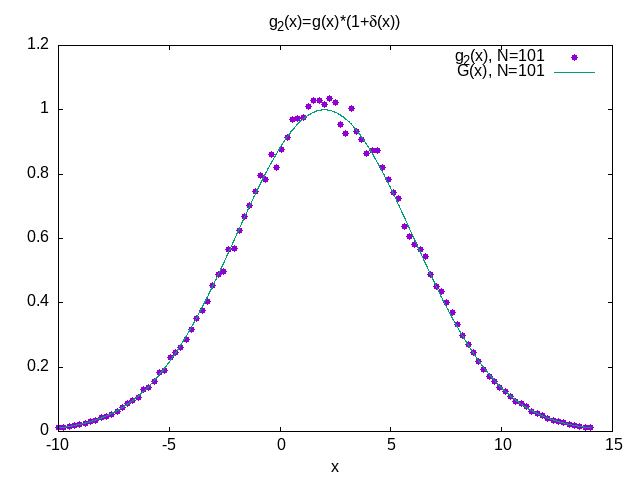 g₂(x)=g(x)*(1+δ(x))
g₂(x), N=101
G(x), N=101
1.2
1
0.8
0.6
0.4
0.2
0
-10 -5 0 5 10 15
x